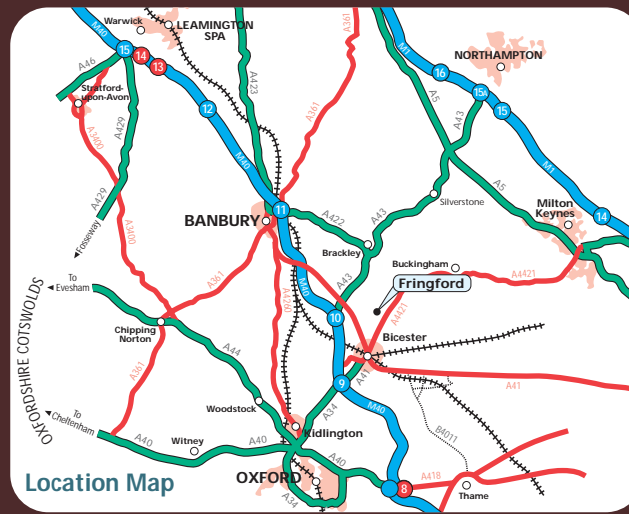 Warwick
LEAMINGTON
SPA
M40
A46
15
14
13
12
Stratford-
upon-Avon
A429
A3400
A423
A361
M40
M1
16
NORTHAMPTON
A5
A43
15A
15
M1
A429
Fosseway
A3400
BANBURY
11
A422
A43
Silverstone
A5
Milton
Keynes
14
Brackley
Buckingham
A4421
To
Evesham
A361
A4260
M40
A43
Fringford
A4421
OXFORDSHIRE COTSWOLDS
Chipping
Norton
10
Bicester
A44
A361
9
A41
A41
Woodstock
A34
M40
To
Cheltenham
Kidlington
A40
Witney
A40
B4011
OXFORD
A40
A418
8
A34
Thame
Location Map